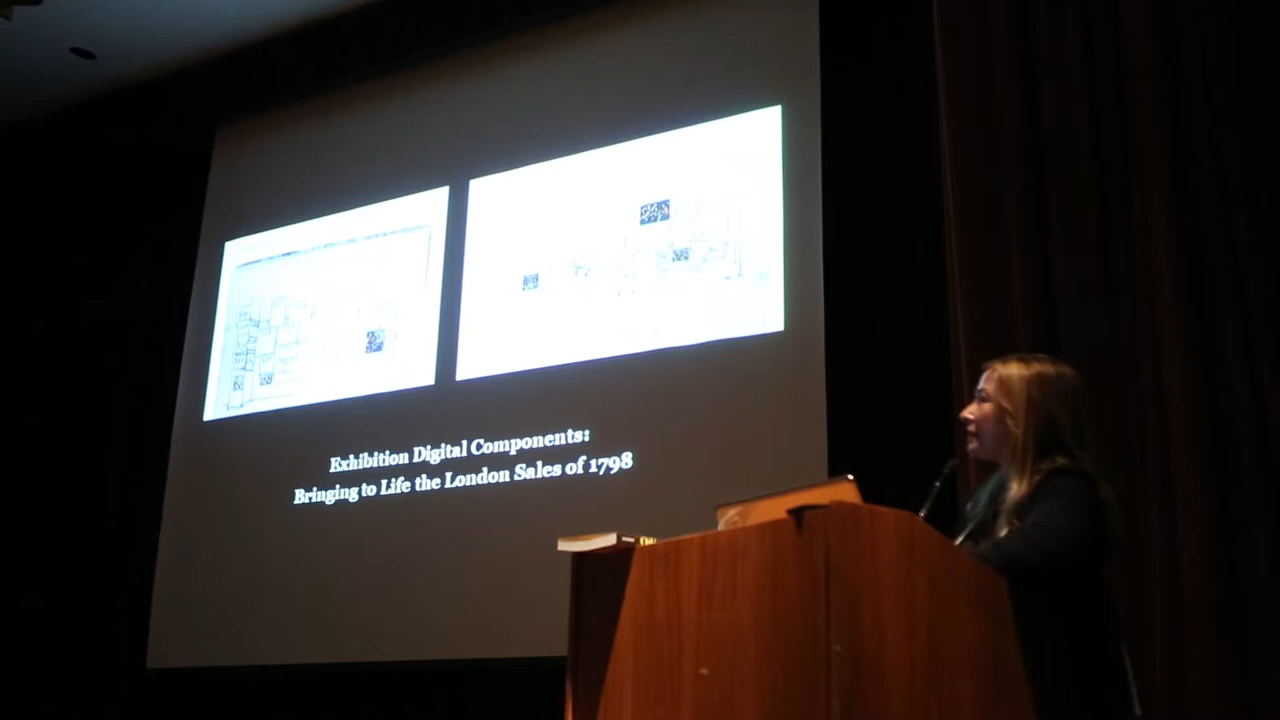 Exhibition Digital Components:
Bringing to Life the London Sales of 1798